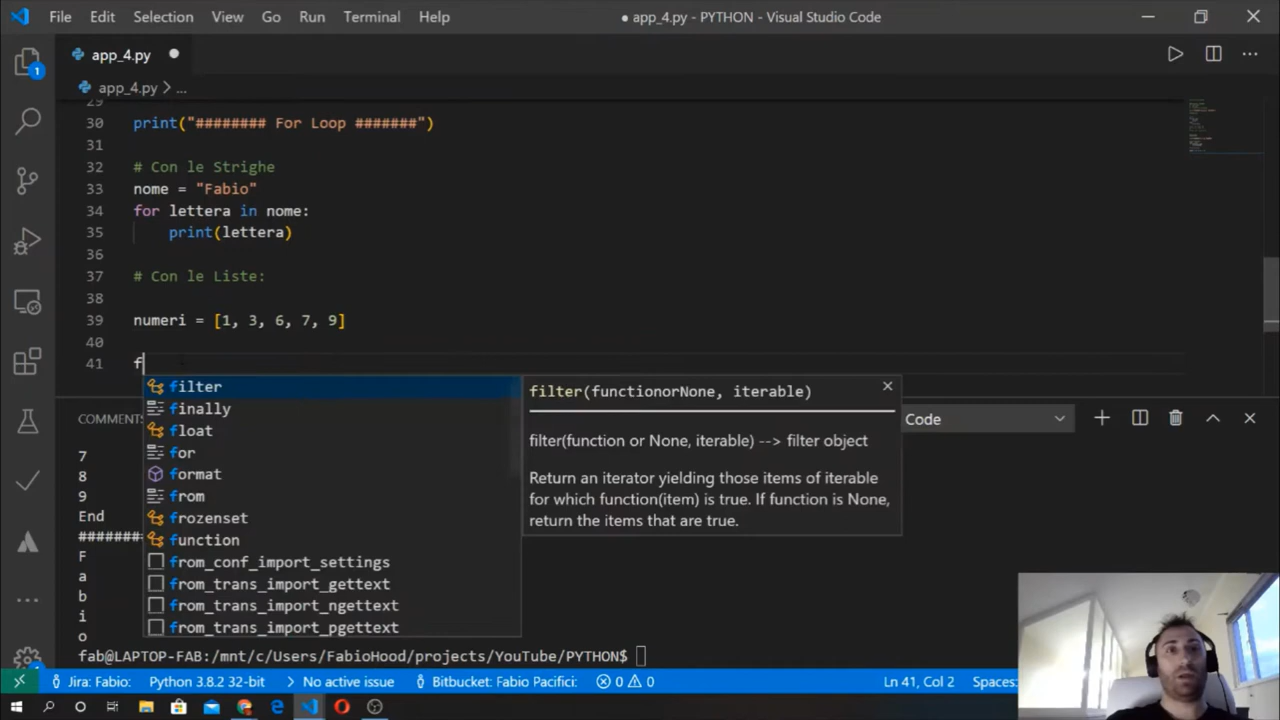 File Edit Selection View Go Run Terminal Help
● app_4.py - PYTHON - Visual Studio Code
app_4.py
app_4.py > ...
29
30 print("######## For Loop #######")
31
32 # Con le Strighe
33 nome = "Fabio"
34 for lettera in nome:
35 print(lettera)
36
37 # Con le Liste:
38
39 numeri = [1, 3, 6, 7, 9]
40
41 f
filter
finally
float
for
format
from
frozenset
function
from_conf_import_settings
from_trans_import_gettext
from_trans_import_ngettext
from_trans_import_pgettext
filter(functionorNone, iterable)
filter(function or None, iterable) --> filter object
Return an iterator yielding those items of iterable
for which function(item) is true. If function is None,
return the items that are true.
COMMENTS
Code
7
8
9
End
F
a
b
i
o
fab@LAPTOP-FAB:/mnt/c/Users/FabioHood/projects/YouTube/PYTHON$
Jira: Fabio: Python 3.8.2 32-bit No active issue Bitbucket: Fabio Pacifici: 0 0 Ln 41, Col 2 Spaces:
1